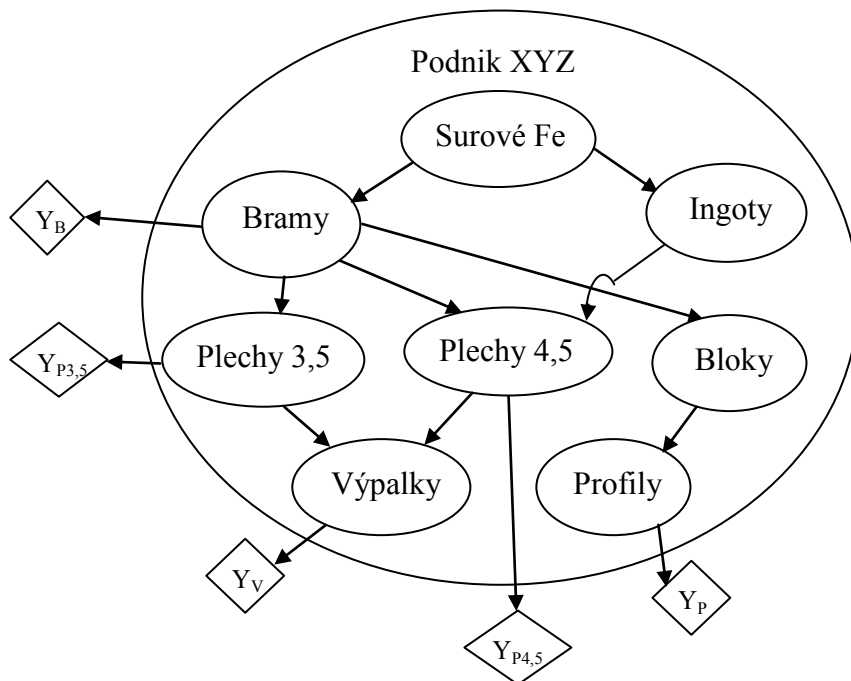 Podnik XYZ
Surové Fe
Bramy
Ingoty
Y_B
Plechy 3,5
Plechy 4,5
Bloky
Y_P3,5
Výpalky
Profily
Y_V
Y_P4,5
Y_P